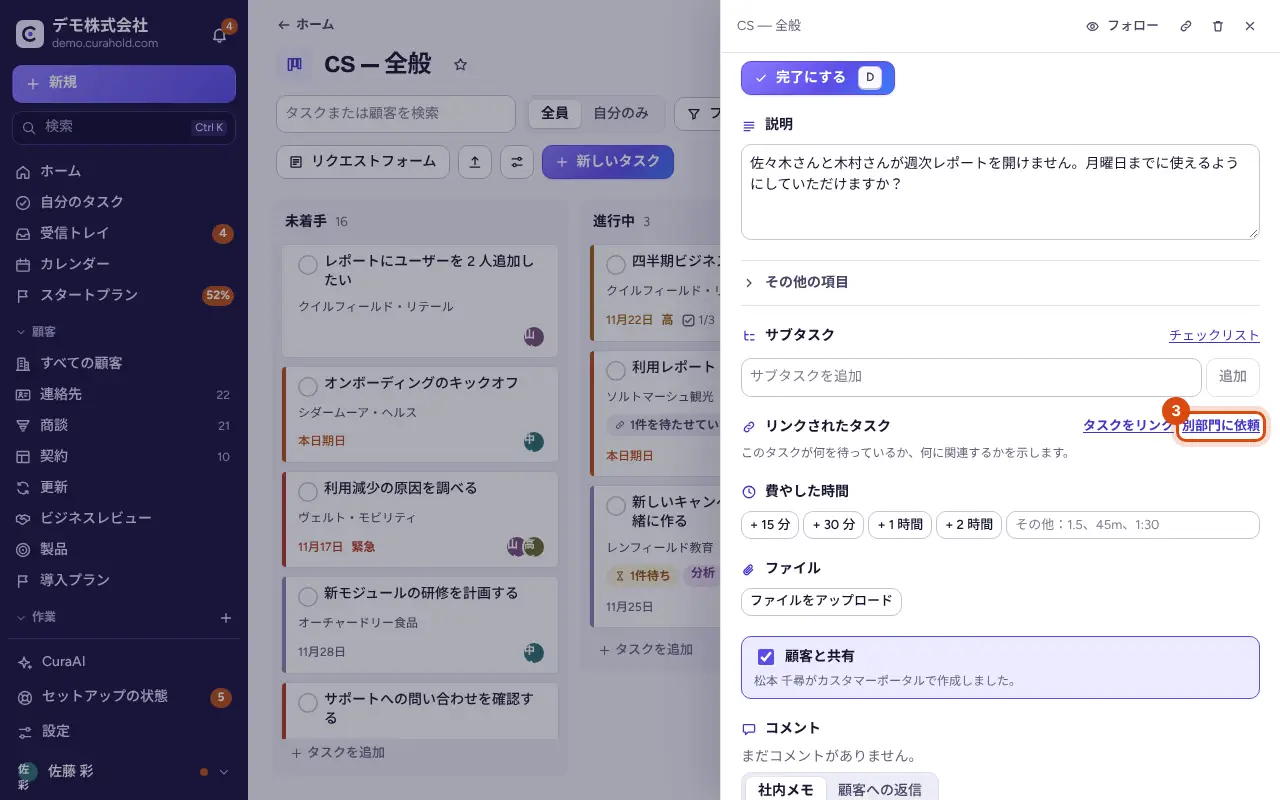 デモ株式会社
demo.curahold.com
4
新規
検索
Ctrl K
ホーム
自分のタスク
受信トレイ
4
カレンダー
スタートプラン
52%
顧客
すべての顧客
連絡先
22
商談
21
契約
10
更新
ビジネスレビュー
製品
導入プラン
作業
CuraAI
セットアップの状態
5
設定
佐彩
佐藤 彩
← ホーム
CS — 全般
タスクまたは顧客を検索
全員
自分のみ
フ
リクエストフォーム
新しいタスク
未着手 16
レポートにユーザーを 2 人追加し
たい
クイルフィールド・リテール
山
オンボーディングのキックオフ
シダームーア・ヘルス
本日期日
中
利用減少の原因を調べる
ヴェルト・モビリティ
11月17日 緊急
山
高
新モジュールの研修を計画する
オーチャードリー食品
11月28日
中
サポートへの問い合わせを確認す
る
タスクを追加
進行中 3
四半期ビジネ
クイルフィールド・リ
11月22日 高 1/3
利用レポート
ソルトマーシュ観光
1件を待たせてい
本日期日
新しいキャンペ
緒に作る
レンフィールド教育
1件待ち
分析
11月25日
タスクを追加
CS — 全般
フォロー
完了にする D
説明
佐々木さんと木村さんが週次レポートを開けません。月曜日までに使えるよう
にしていただけますか？
その他の項目
サブタスク
チェックリスト
サブタスクを追加
追加
リンクされたタスク
タスクをリンク
3
別部門に依頼
このタスクが何を待っているか、何に関連するかを示します。
費やした時間
+ 15 分
+ 30 分
+ 1 時間
+ 2 時間
その他：1.5、45m、1:30
ファイル
ファイルをアップロード
顧客と共有
松本 千尋がカスタマーポータルで作成しました。
コメント
まだコメントがありません。
社内メモ
顧客への返信